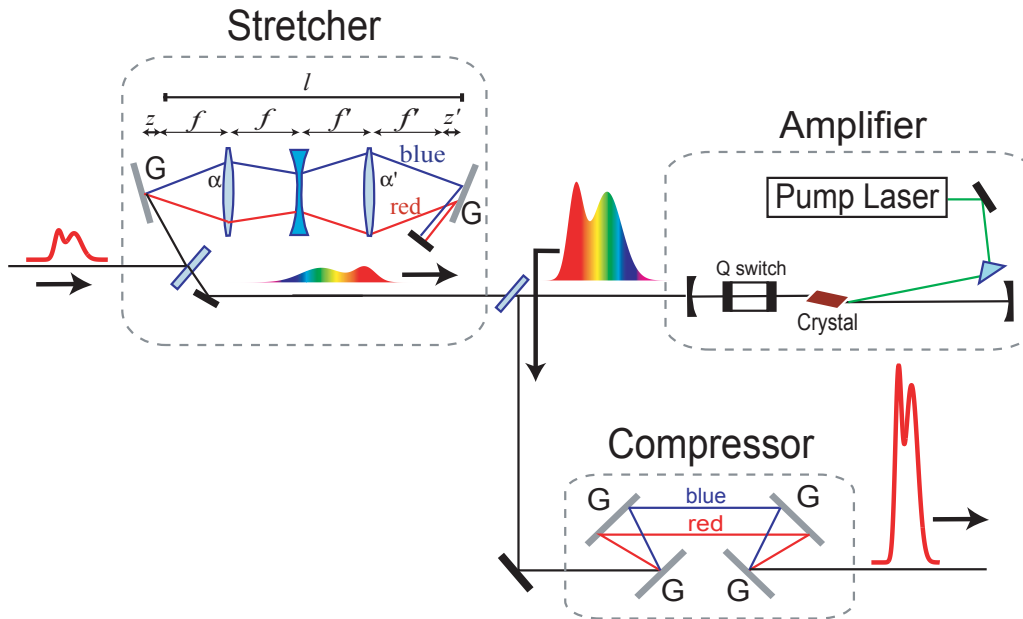 Stretcher
l
z f f f' f' z'
G α α' blue
red G
Amplifier
Pump Laser
Q switch
Crystal
Compressor
G blue G
red
G G